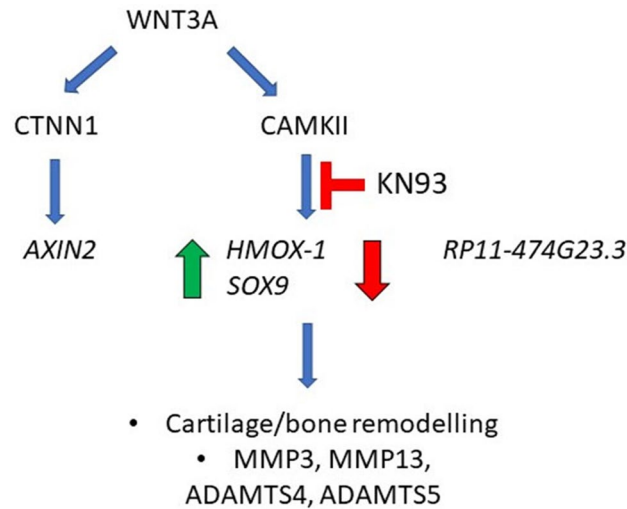 WNT3A
CTNN1 CAMKII
KN93
AXIN2 HMOX-1 RP11-474G23.3
SOX9
• Cartilage/bone remodelling
• MMP3, MMP13,
ADAMTS4, ADAMTS5